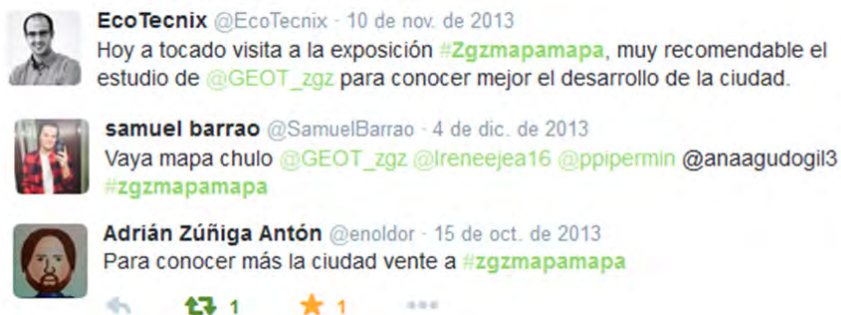 EcoTecnix @EcoTecnix · 10 de nov. de 2013
Hoy a tocado visita a la exposición #Zgzmapamapa, muy recomendable el
estudio de @GEOT_zgz para conocer mejor el desarrollo de la ciudad.
samuel barrao @SamuelBarrao · 4 de dic. de 2013
Vaya mapa chulo @GEOT_zgz @Ireneejea16 @ppipermin @anaagudogil3
#zgzmapamapa
Adrián Zúñiga Antón @enoldor · 15 de oct. de 2013
Para conocer más la ciudad vente a #zgzmapamapa
1 1